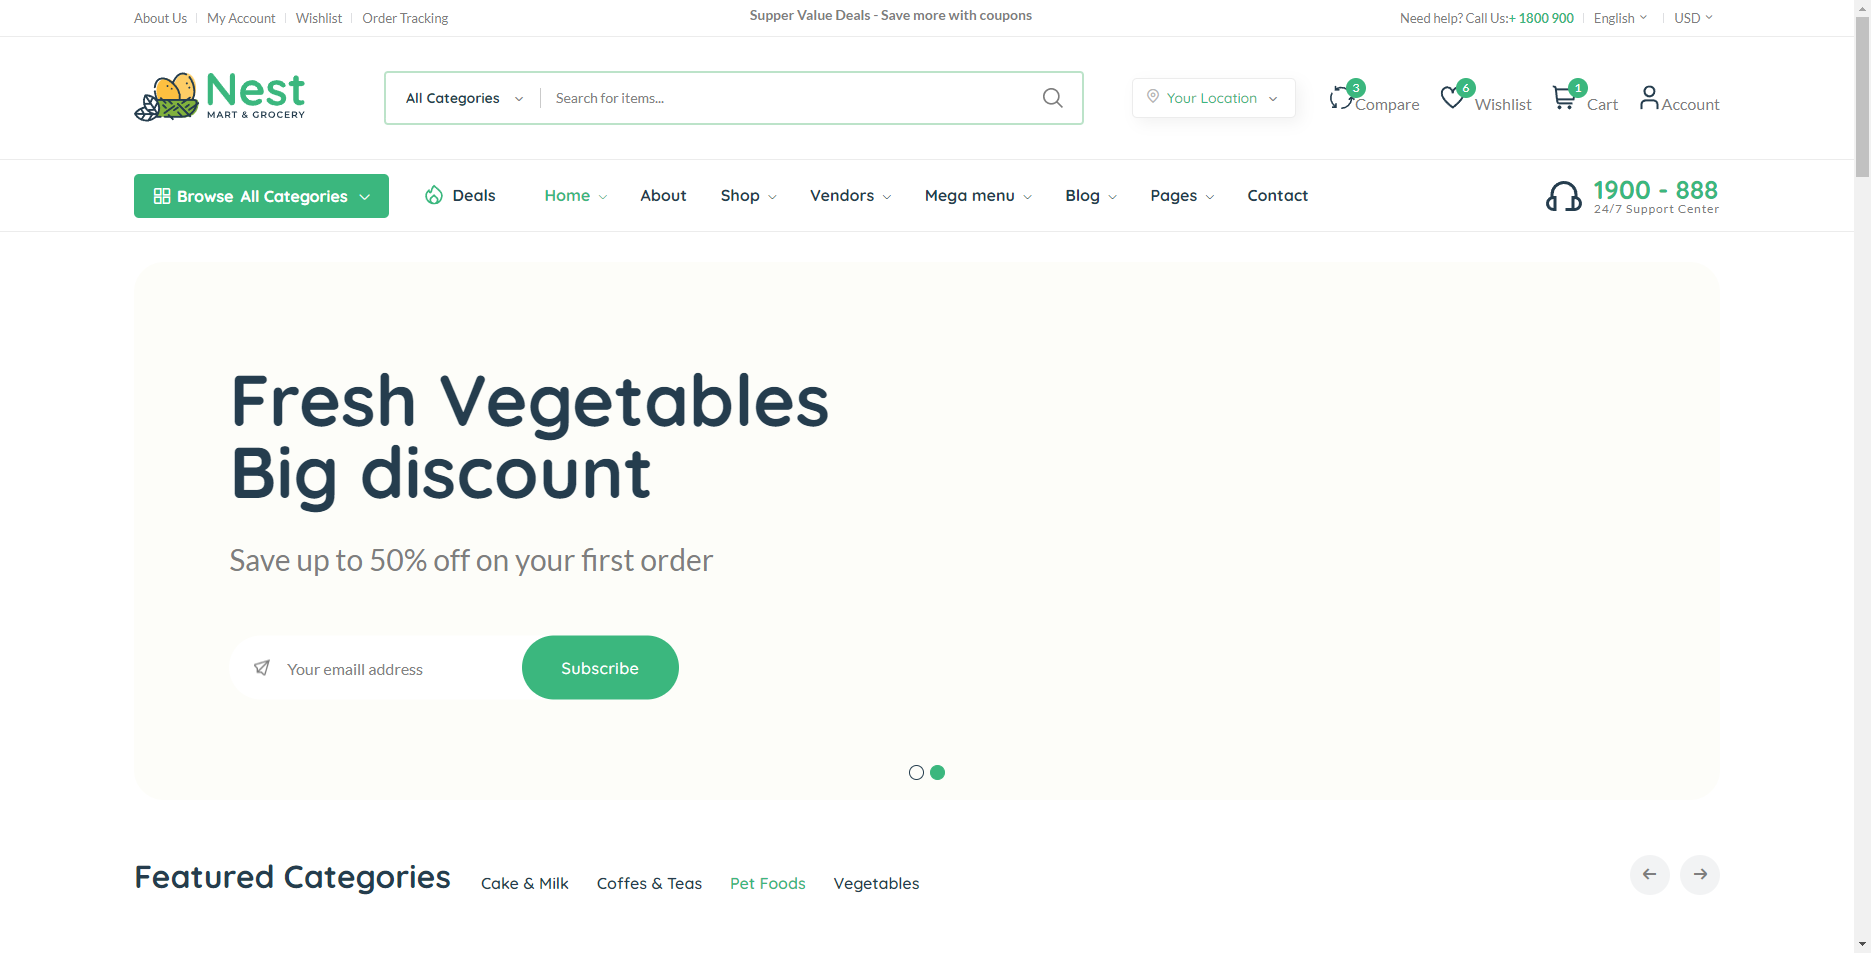 About Us My Account Wishlist Order Tracking
Supper Value Deals - Save more with coupons
Need help? Call Us:+ 1800 900 English USD
Nest
MART & GROCERY
All Categories Search for items...
Your Location
3 Compare 6 Wishlist 1 Cart Account
Browse All Categories Deals Home About Shop Vendors Mega menu Blog Pages Contact
1900 - 888
24/7 Support Center
Fresh Vegetables
Big discount
Save up to 50% off on your first order
Your emaill address Subscribe
Featured Categories Cake & Milk Coffes & Teas Pet Foods Vegetables